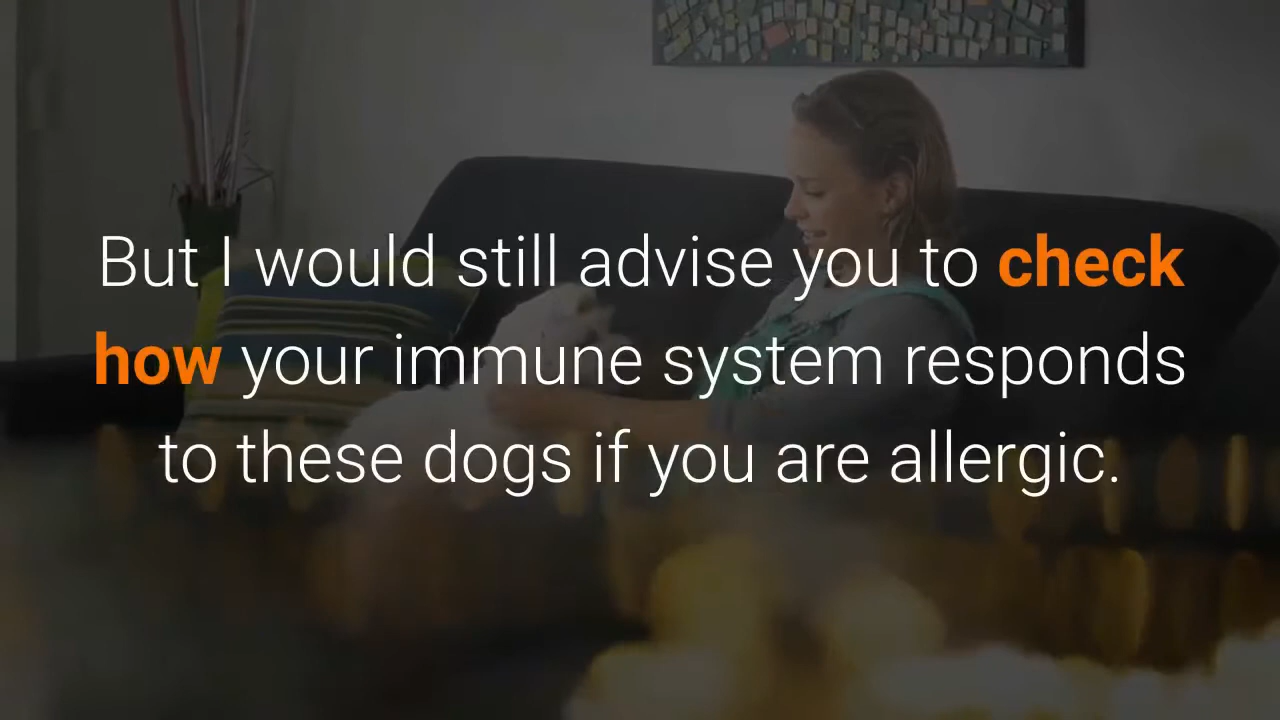 But I would still advise you to check
how your immune system responds
to these dogs if you are allergic.